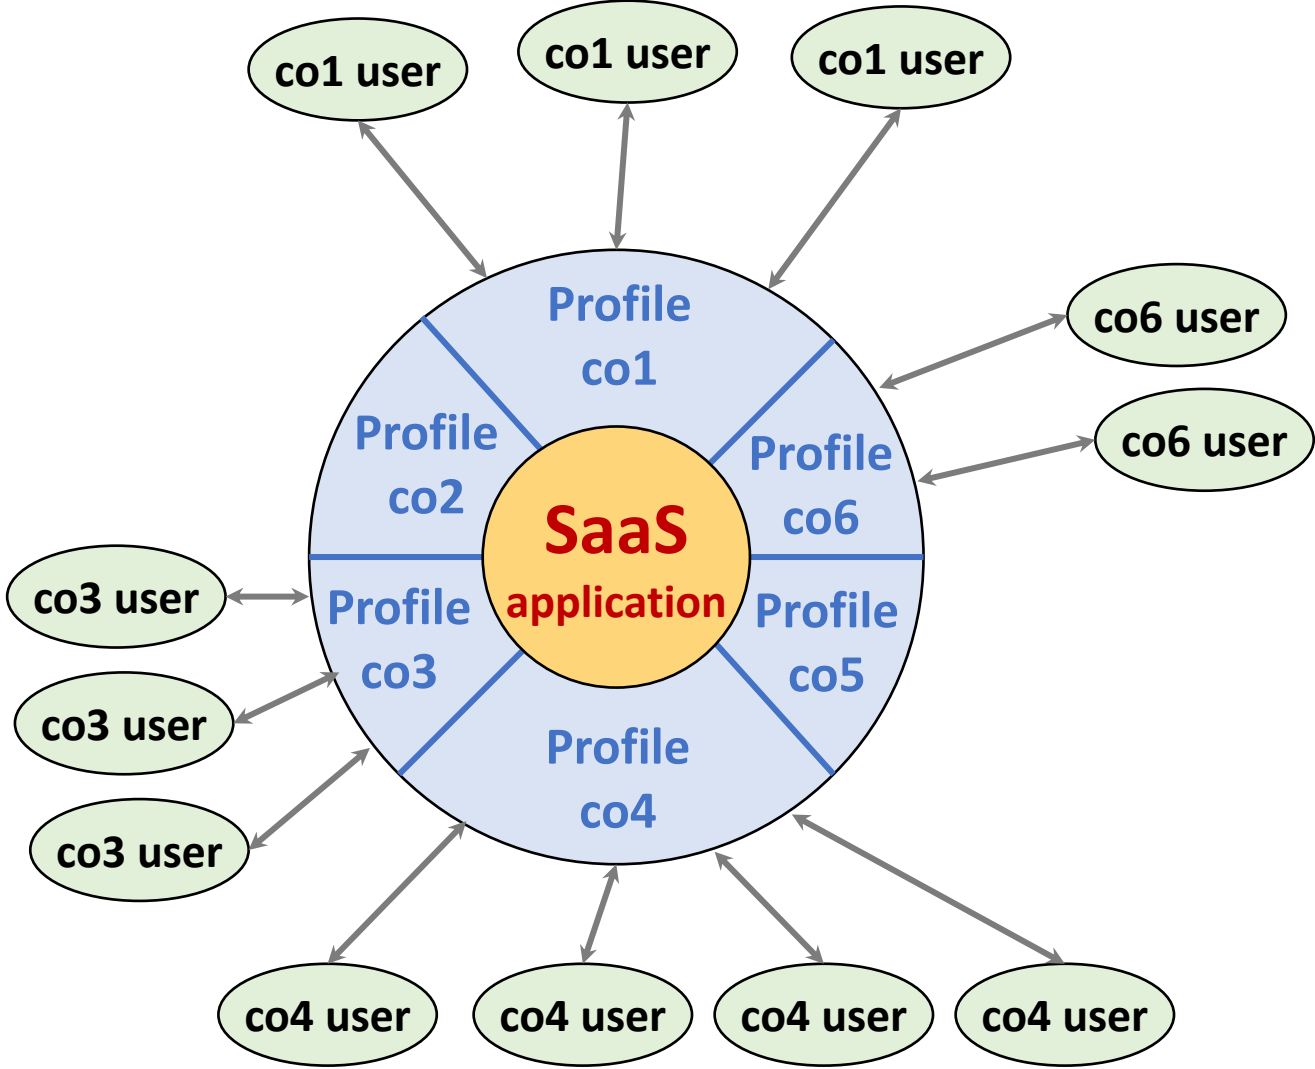 co1 user
co1 user
co1 user
Profile
co1
co6 user
co6 user
Profile
co2
Profile
co6
SaaS
application
co3 user
co3 user
co3 user
Profile
co3
Profile
co5
Profile
co4
co4 user
co4 user
co4 user
co4 user